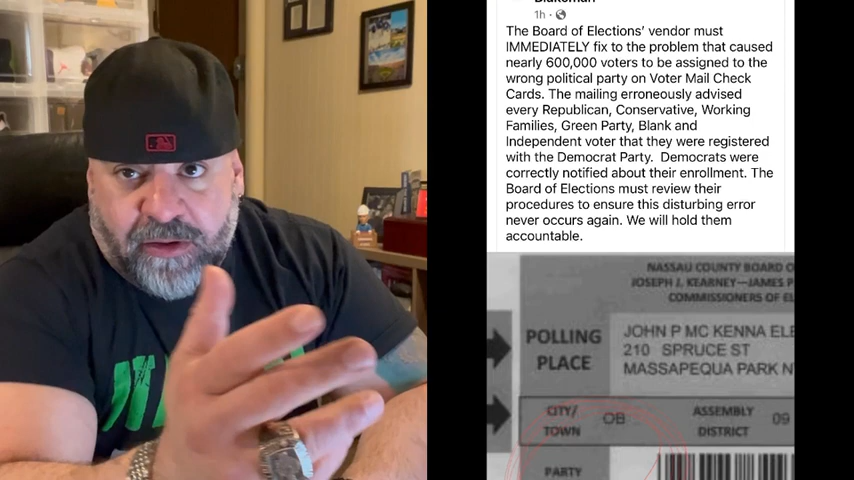 1h ·
The Board of Elections' vendor must
IMMEDIATELY fix to the problem that caused
nearly 600,000 voters to be assigned to the
wrong political party on Voter Mail Check
Cards. The mailing erroneously advised
every Republican, Conservative, Working
Families, Green Party, Blank and
Independent voter that they were registered
with the Democrat Party. Democrats were
correctly notified about their enrollment. The
Board of Elections must review their
procedures to ensure this disturbing error
never occurs again. We will hold them
accountable.
NASSAU COUNTY BOARD O
JOSEPH J. KEARNEY—JAMES P
COMMISSIONERS OF EL
POLLING
PLACE
JOHN P MC KENNA ELE
210 SPRUCE ST
MASSAPEQUA PARK N
CITY/
TOWN
OB
ASSEMBLY
DISTRICT
09
PARTY